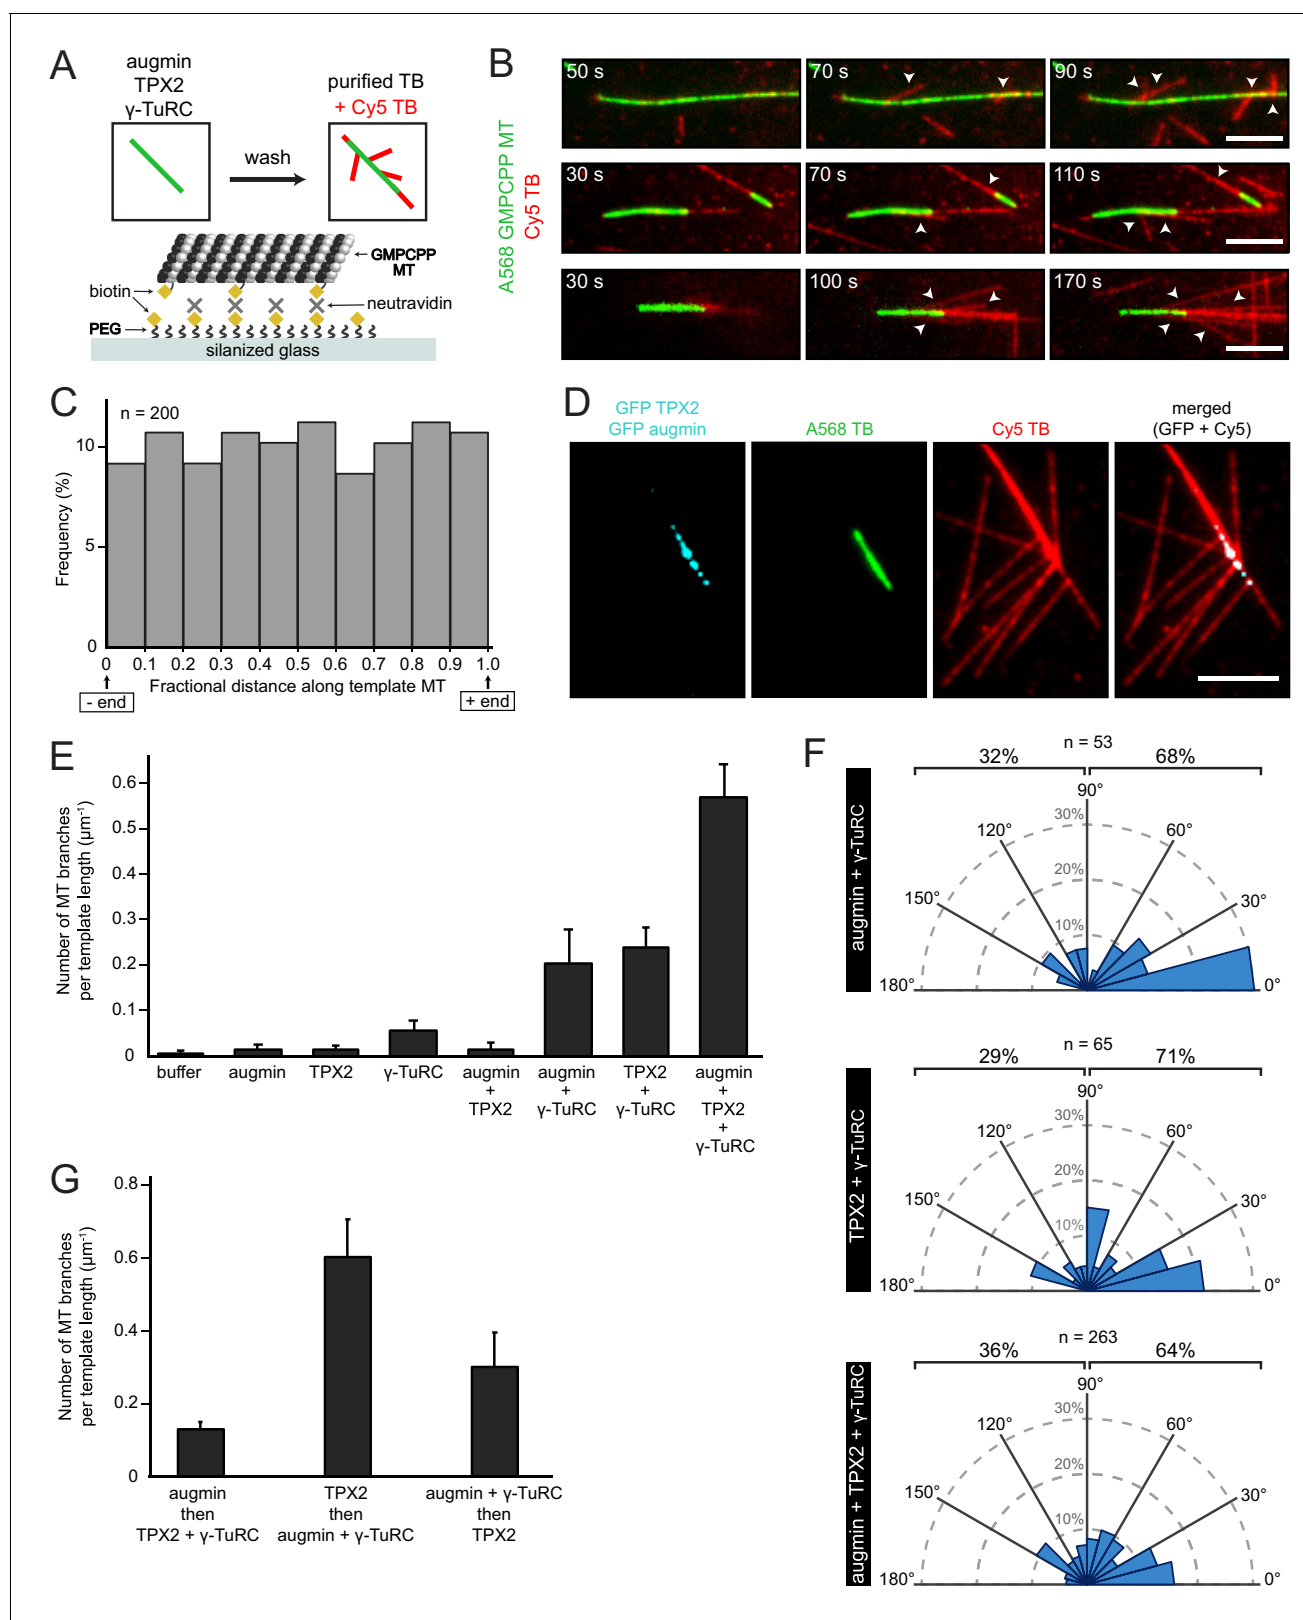 A
augmin
TPX2
γ-TuRC
wash
purified TB
+ Cy5 TB
GMPCPP
MT
biotin
neutravidin
PEG
silanized glass
B
A568 GMPCPP MT
Cy5 TB
50 s
70 s
90 s
30 s
70 s
110 s
30 s
100 s
170 s
C
n = 200
Frequency (%)
10
5
0
0 0.1 0.2 0.3 0.4 0.5 0.6 0.7 0.8 0.9 1.0
Fractional distance along template MT
- end
+ end
D
GFP TPX2
GFP augmin
A568 TB
Cy5 TB
merged
(GFP + Cy5)
E
Number of MT branches
per template length (µm⁻¹)
0.6
0.5
0.4
0.3
0.2
0.1
0
buffer
augmin
TPX2
γ-TuRC
augmin
+
TPX2
augmin
+
γ-TuRC
TPX2
+
γ-TuRC
augmin
+
TPX2
+
γ-TuRC
F
augmin + γ-TuRC
n = 53
32%
68%
90°
30%
120°
60°
20%
150°
30°
10%
180°
0°
TPX2 + γ-TuRC
n = 65
29%
71%
90°
30%
120°
60°
20%
150°
30°
10%
180°
0°
augmin + TPX2 + γ-TuRC
n = 263
36%
64%
90°
30%
120°
60°
20%
150°
30°
10%
180°
0°
G
Number of MT branches
per template length (µm⁻¹)
0.8
0.6
0.4
0.2
0
augmin
then
TPX2 + γ-TuRC
TPX2
then
augmin + γ-TuRC
augmin + γ-TuRC
then
TPX2